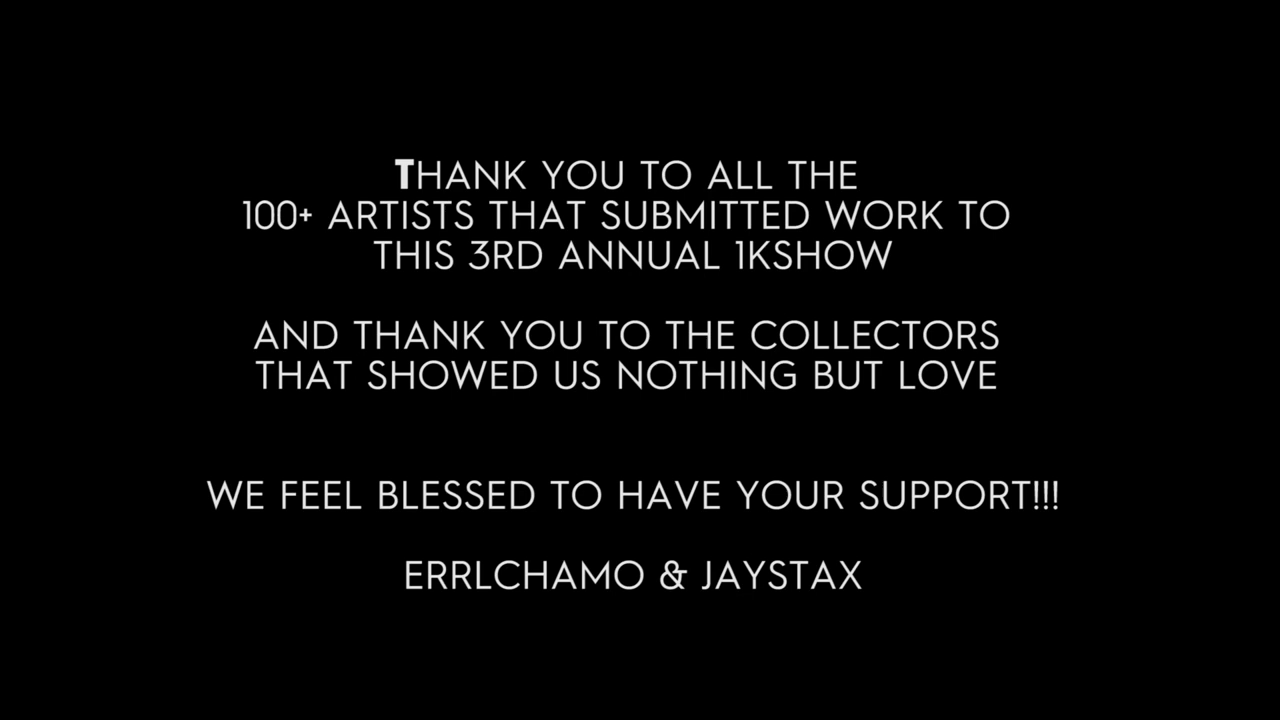 THANK YOU TO ALL THE
100+ ARTISTS THAT SUBMITTED WORK TO
THIS 3RD ANNUAL 1KSHOW
AND THANK YOU TO THE COLLECTORS
THAT SHOWED US NOTHING BUT LOVE
WE FEEL BLESSED TO HAVE YOUR SUPPORT!!!
ERRLCHAMO & JAYSTAX